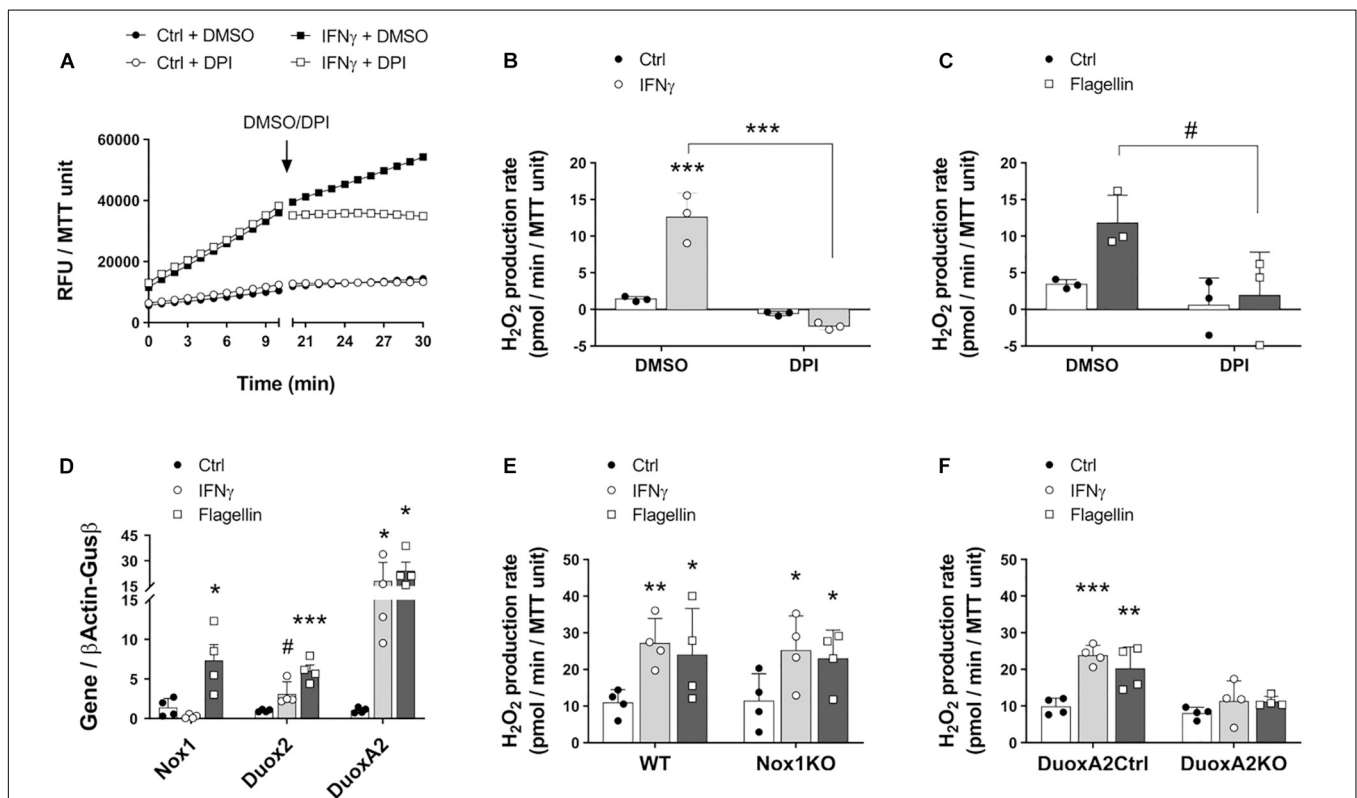 A
Ctrl + DMSO
IFNγ + DMSO
Ctrl + DPI
IFNγ + DPI
DMSO/DPI
RFU / MTT unit
60000
40000
20000
0
0 3 6 9 21 24 27 30
Time (min)
B
Ctrl
IFNγ
H₂O₂ production rate
(pmol / min / MTT unit)
20
15
10
5
0
-5
***
***
DMSO DPI
C
Ctrl
Flagellin
H₂O₂ production rate
(pmol / min / MTT unit)
20
15
10
5
0
-5
#
DMSO DPI
D
Ctrl
IFNγ
Flagellin
Gene / βActin-Gusβ
45
30
15
15
10
5
0
*
#
***
*
*
Nox1 Duox2 DuoxA2
E
Ctrl
IFNγ
Flagellin
H₂O₂ production rate
(pmol / min / MTT unit)
50
40
30
20
10
0
**
*
*
*
WT Nox1KO
F
Ctrl
IFNγ
Flagellin
H₂O₂ production rate
(pmol / min / MTT unit)
50
40
30
20
10
0
***
**
DuoxA2Ctrl DuoxA2KO